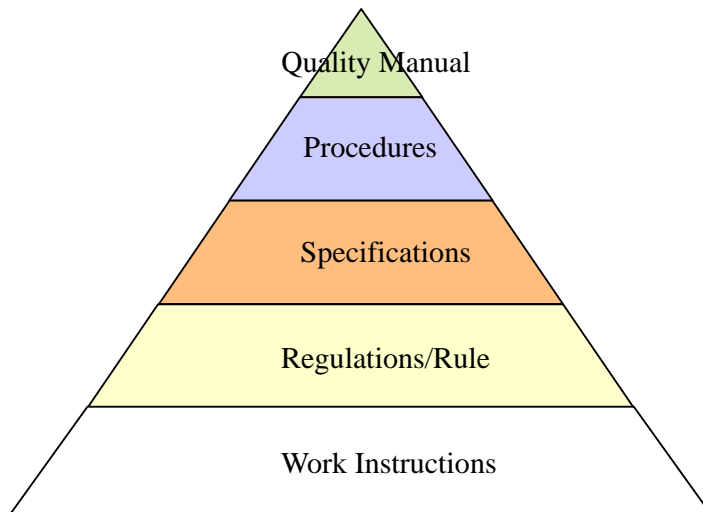 Quality Manual
Procedures
Specifications
Regulations/Rule
Work Instructions